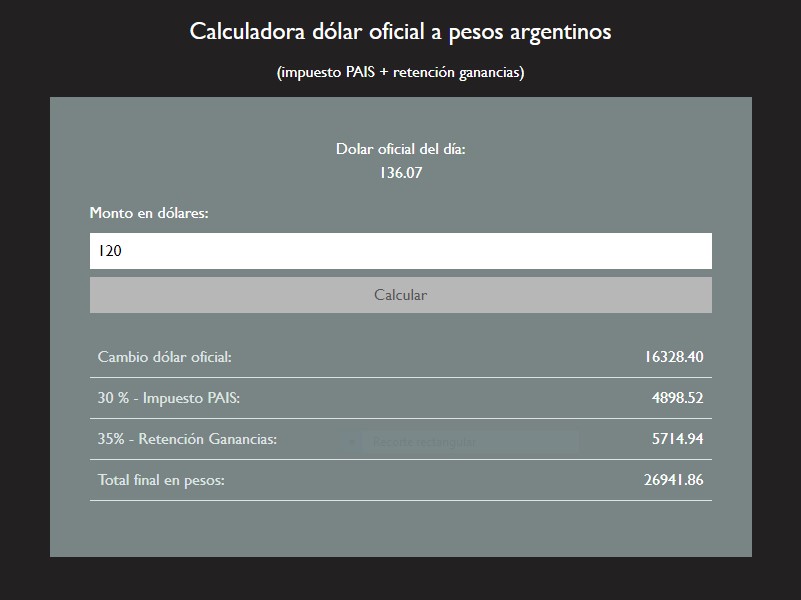 Calculadora dólar oficial a pesos argentinos
(impuesto PAIS + retención ganancias)
Dolar oficial del día:
136.07
Monto en dólares:
120
Calcular
Cambio dólar oficial: 16328.40
30 % - Impuesto PAIS: 4898.52
35% - Retención Ganancias: 5714.94
Recorte rectangular
Total final en pesos: 26941.86